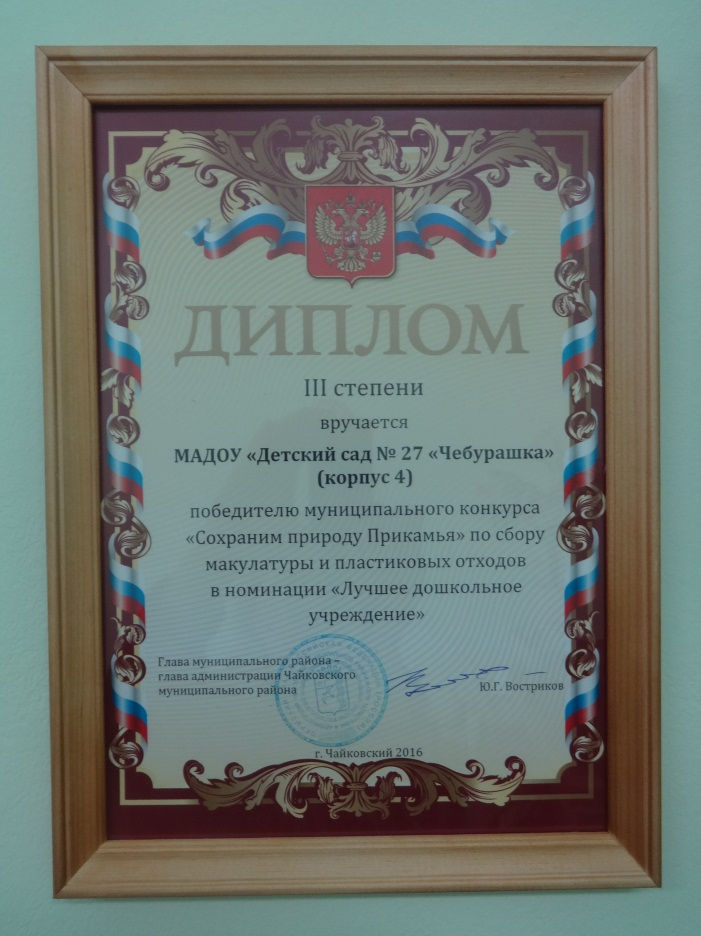 ДИПЛОМ
III степени
вручается
МАДОУ «Детский сад № 27 «Чебурашка»
(корпус 4)
победителю муниципального конкурса
«Сохраним природу Прикамья» по сбору
макулатуры и пластиковых отходов
в номинации «Лучшее дошкольное
учреждение»
Глава муниципального района –
глава администрации Чайковского
муниципального района
Ю.Г. Востриков
г. Чайковский 2016